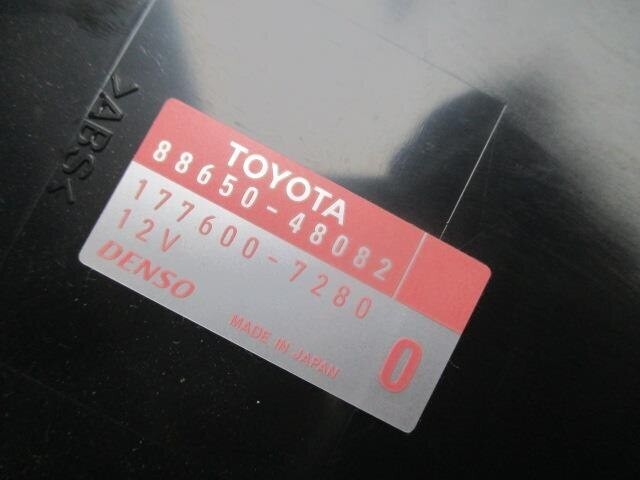 >ABS<
TOYOTA
88650-48082
177600-7280
12V
DENSO
MADE IN JAPAN
0